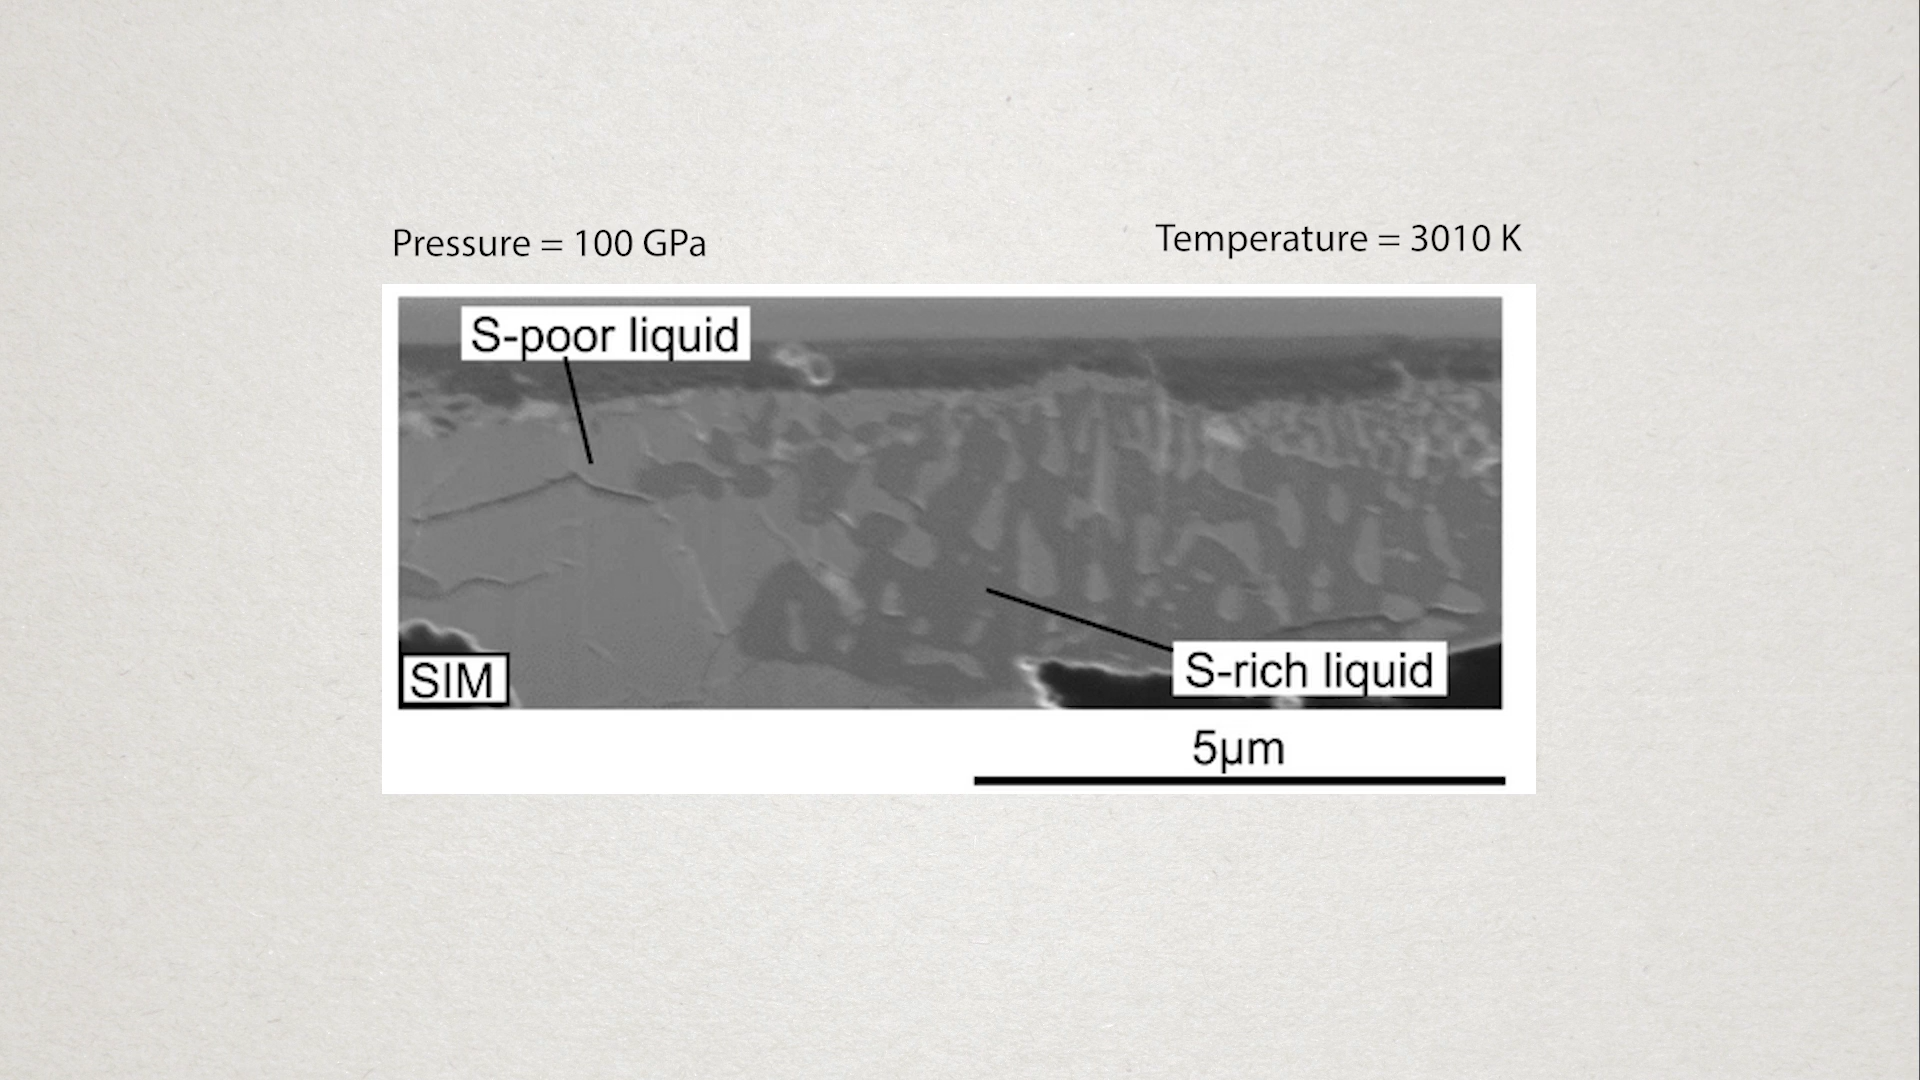 Pressure = 100 GPa
Temperature = 3010 K
S-poor liquid
S-rich liquid
SIM
5μm